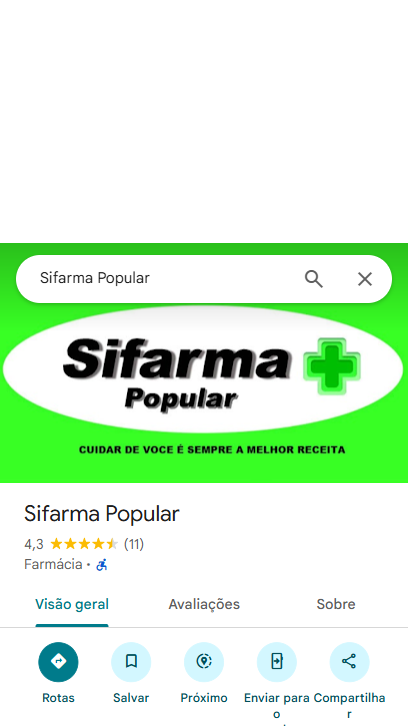 Sifarma Popular
Sifarma
Popular
CUIDAR DE VOCE É SEMPRE A MELHOR RECEITA
Sifarma Popular
4,3 (11)
Farmácia ·
Visão geral Avaliações Sobre
Rotas Salvar Próximo Enviar para Compartilha
o r